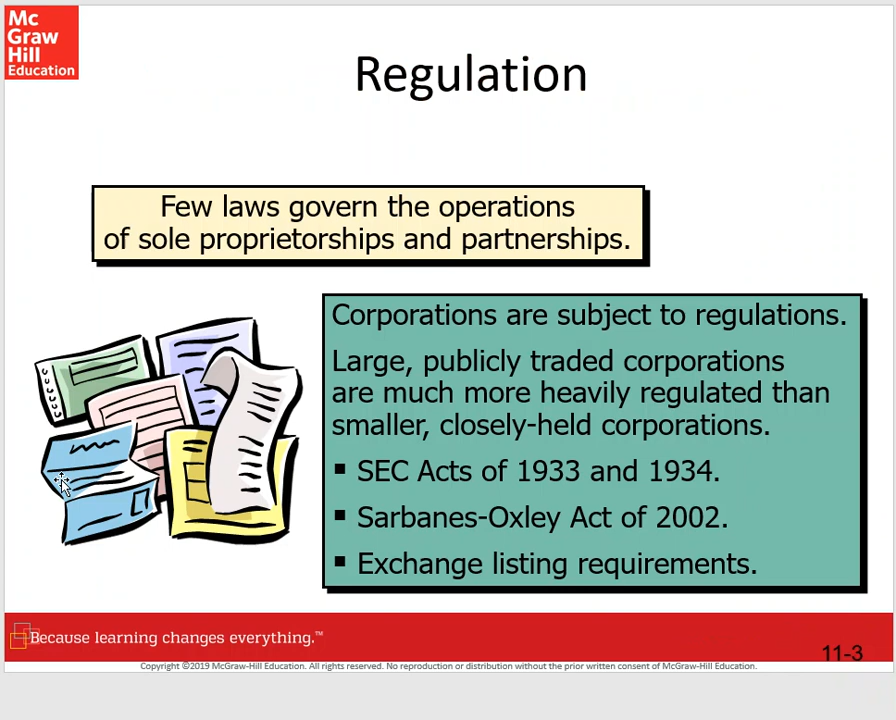 Mc
Graw
Hill
Education
Regulation
Few laws govern the operations
of sole proprietorships and partnerships.
Corporations are subject to regulations.
Large, publicly traded corporations
are much more heavily regulated than
smaller, closely-held corporations.
▪ SEC Acts of 1933 and 1934.
▪ Sarbanes-Oxley Act of 2002.
▪ Exchange listing requirements.
Because learning changes everything.™
11-3
Copyright ©2019 McGraw-Hill Education. All rights reserved. No reproduction or distribution without the prior written consent of McGraw-Hill Education.